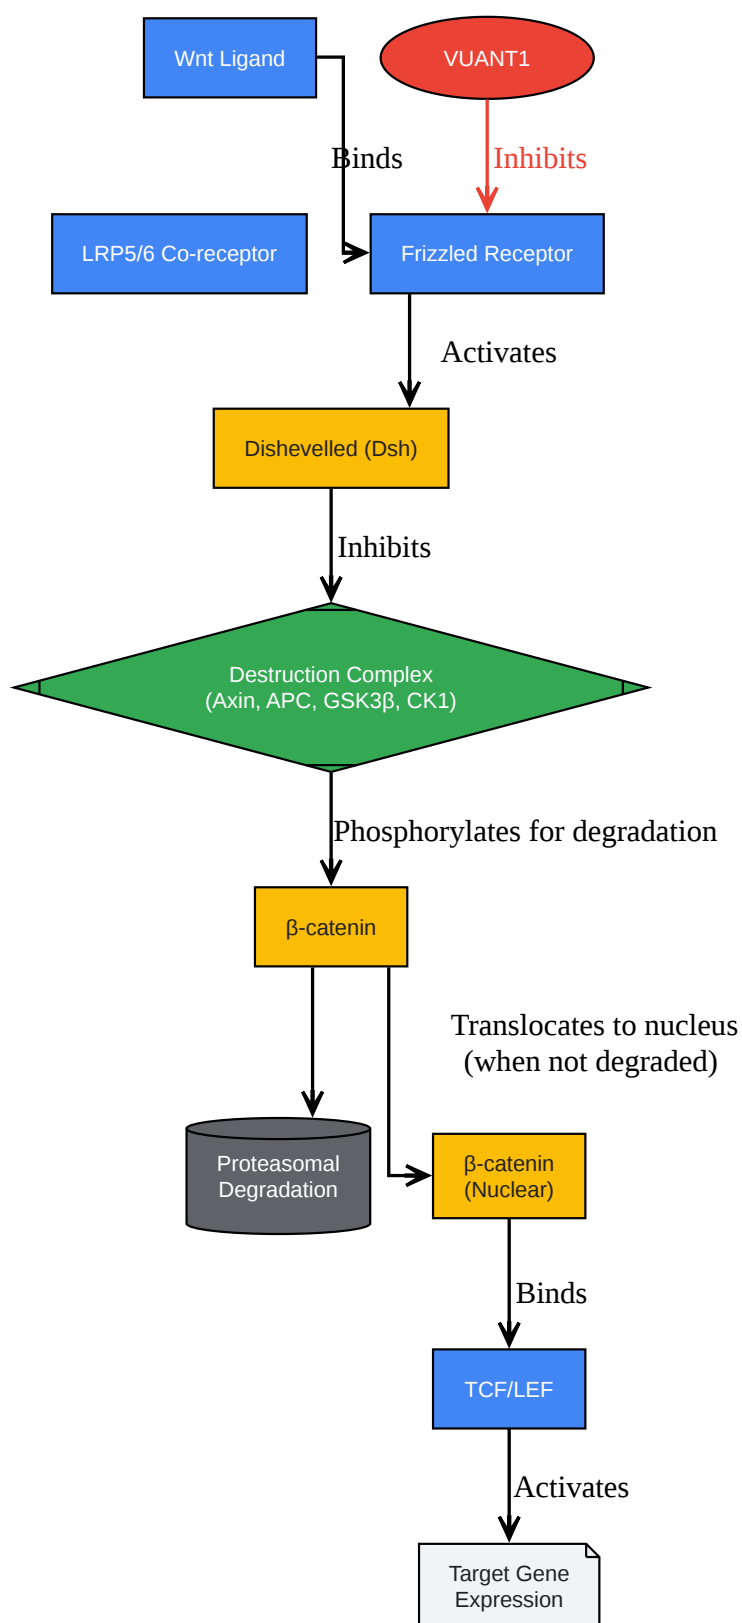 Wnt Ligand
VUANT1
Binds
Inhibits
LRP5/6 Co-receptor
Frizzled Receptor
Activates
Dishevelled (Dsh)
Inhibits
Destruction Complex
(Axin, APC, GSK3β, CK1)
Phosphorylates for degradation
β-catenin
Translocates to nucleus
(when not degraded)
Proteasomal
Degradation
β-catenin
(Nuclear)
Binds
TCF/LEF
Activates
Target Gene
Expression